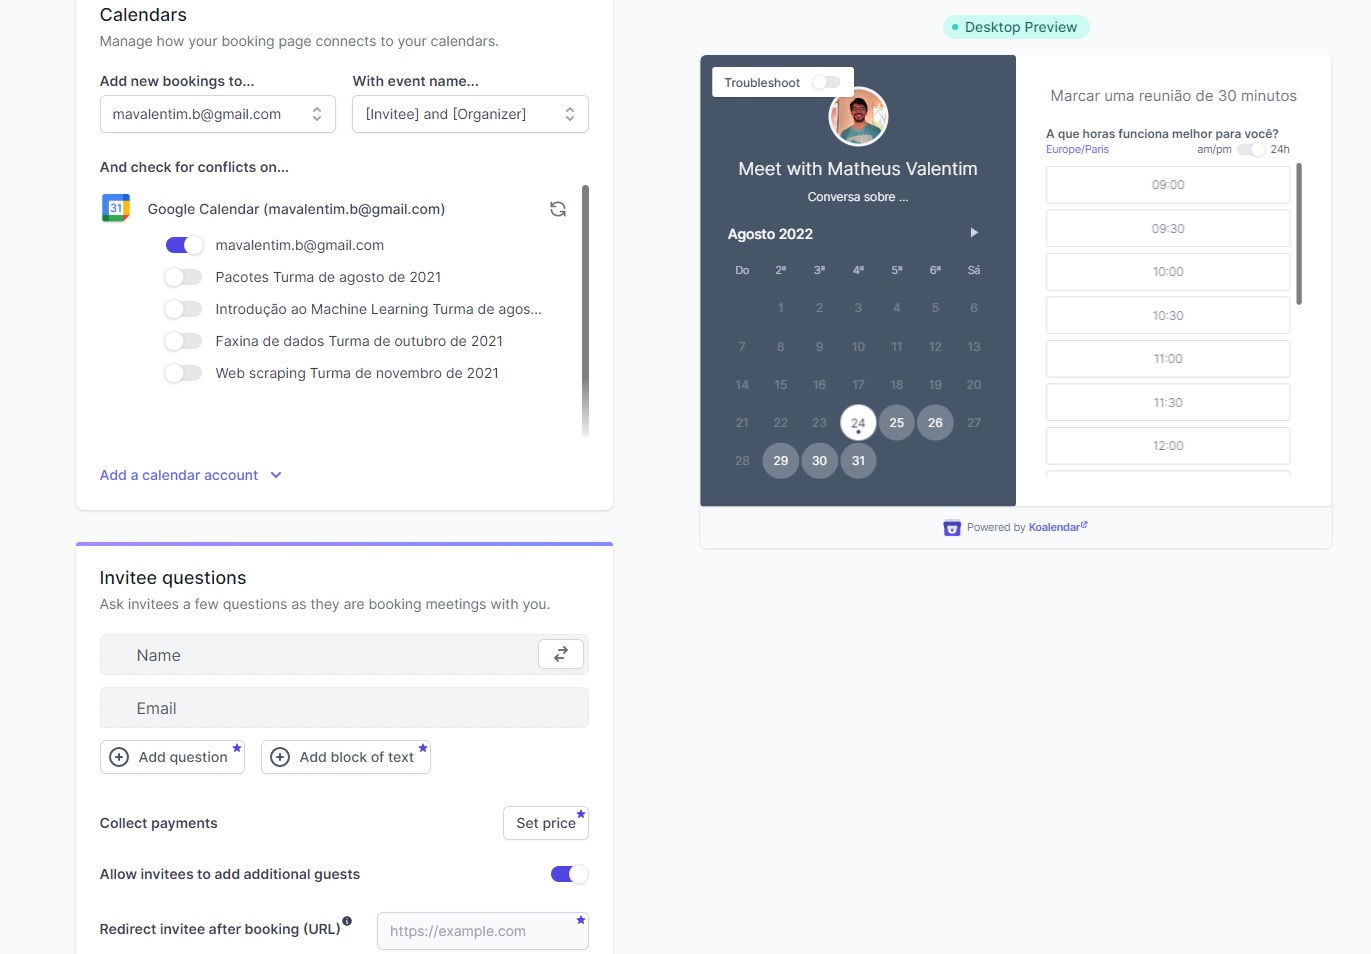 Calendars
Manage how your booking page connects to your calendars.
Add new bookings to...
With event name...
mavalentim.b@gmail.com
[Invitee] and [Organizer]
And check for conflicts on...
31
Google Calendar (mavalentim.b@gmail.com)
mavalentim.b@gmail.com
Pacotes Turma de agosto de 2021
Introdução ao Machine Learning Turma de agos...
Faxina de dados Turma de outubro de 2021
Web scraping Turma de novembro de 2021
Add a calendar account
Invitee questions
Ask invitees a few questions as they are booking meetings with you.
Name
Email
Add question
Add block of text
Collect payments
Set price
Allow invitees to add additional guests
Redirect invitee after booking (URL)
https://example.com
Desktop Preview
Troubleshoot
Meet with Matheus Valentim
Conversa sobre ...
Agosto 2022
Do 2ª 3ª 4ª 5ª 6ª Sá
1 2 3 4 5 6
7 8 9 10 11 12 13
14 15 16 17 18 19 20
21 22 23 24 25 26 27
28 29 30 31
Marcar uma reunião de 30 minutos
A que horas funciona melhor para você?
Europe/Paris
am/pm
24h
09:00
09:30
10:00
10:30
11:00
11:30
12:00
Powered by Koalendar